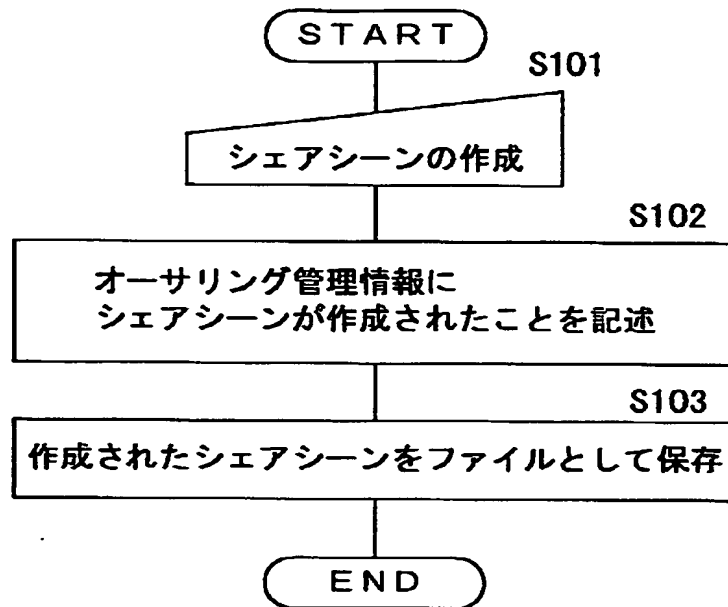 START
S101
シェアシーンの作成
S102
オーサリング管理情報に
シェアシーンが作成されたことを記述
S103
作成されたシェアシーンをファイルとして保存
END